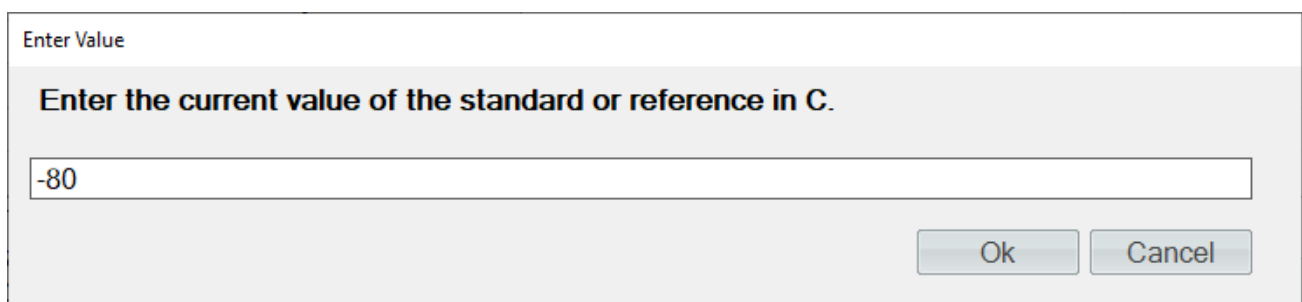 Enter Value
Enter the current value of the standard or reference in C.
-80
Ok Cancel